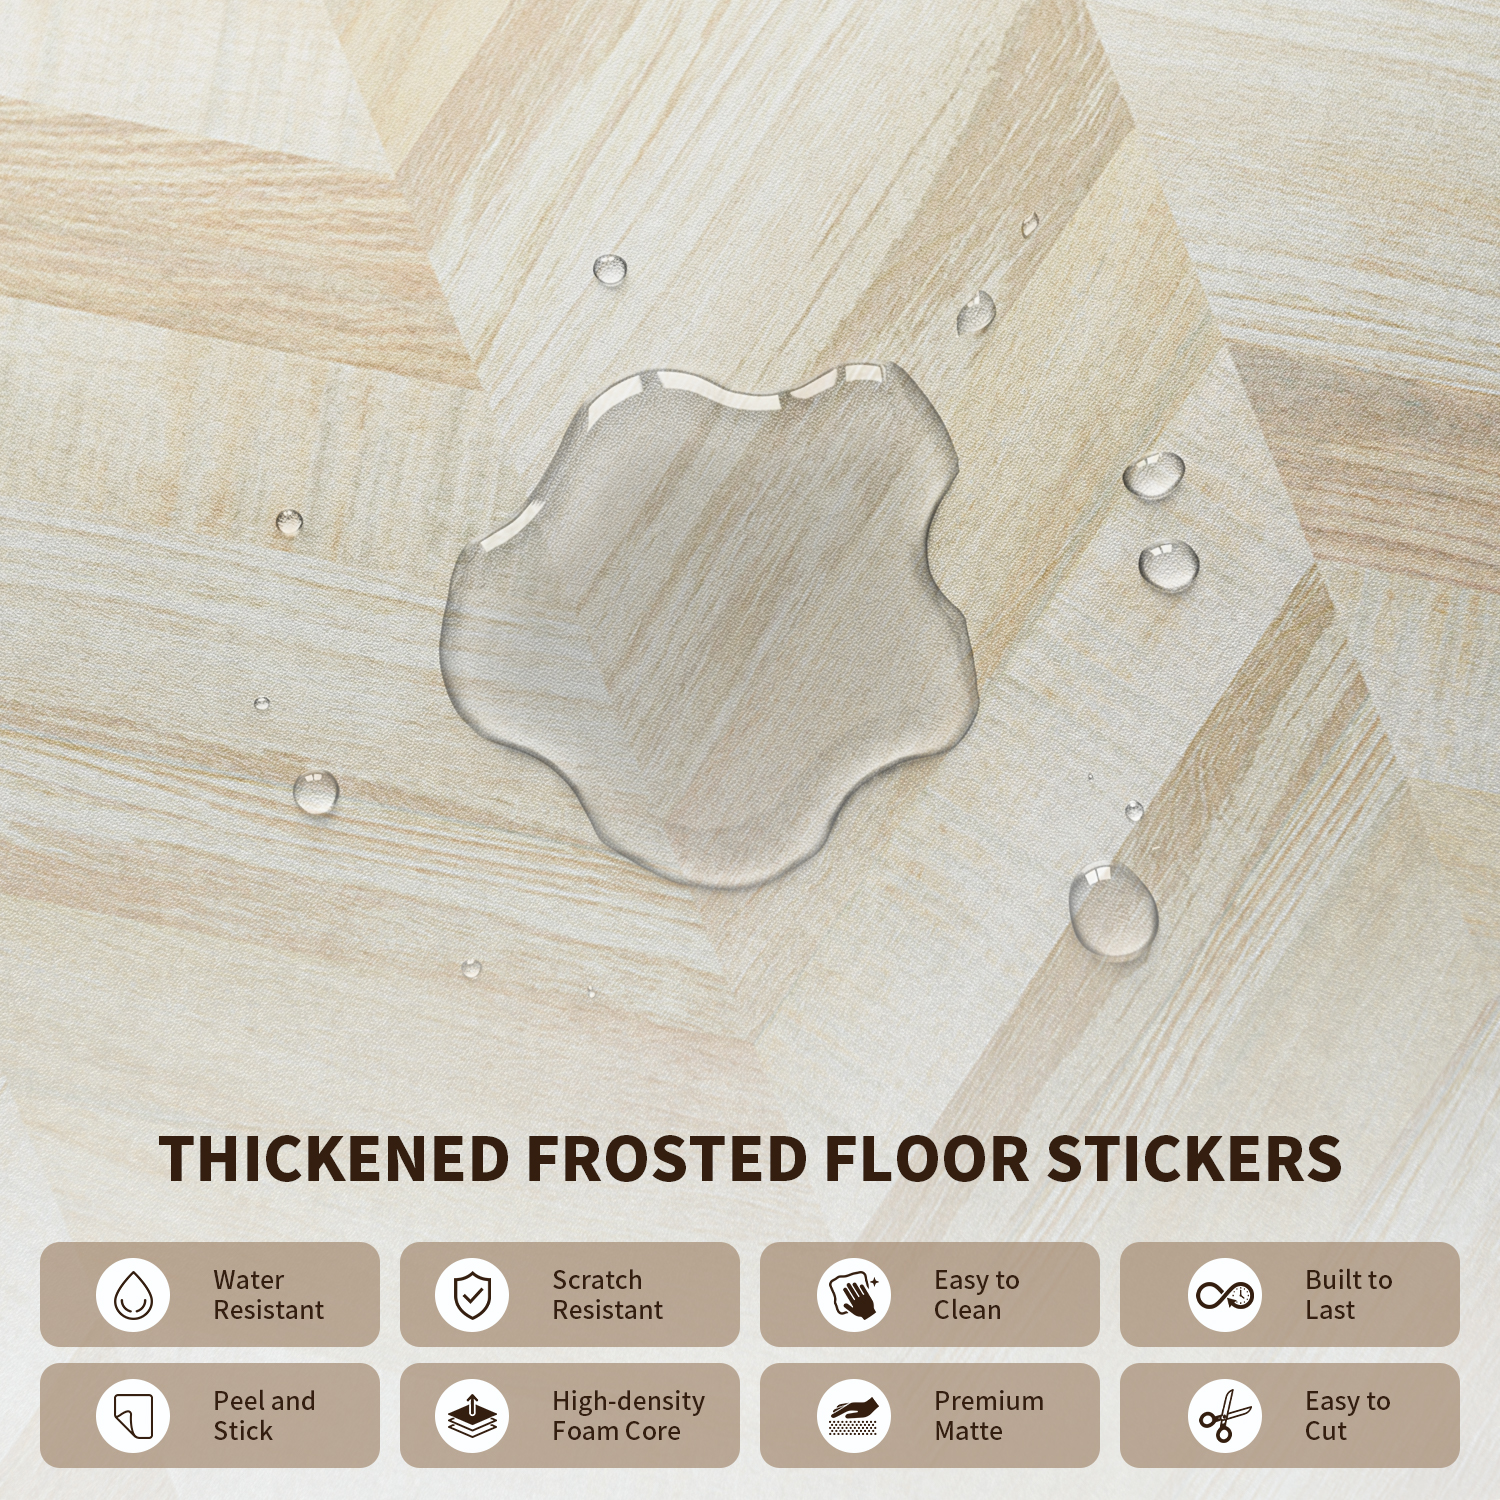 THICKENED FROSTED FLOOR STICKERS
Water
Resistant
Scratch
Resistant
Easy to
Clean
Built to
Last
Peel and
Stick
High-density
Foam Core
Premium
Matte
Easy to
Cut